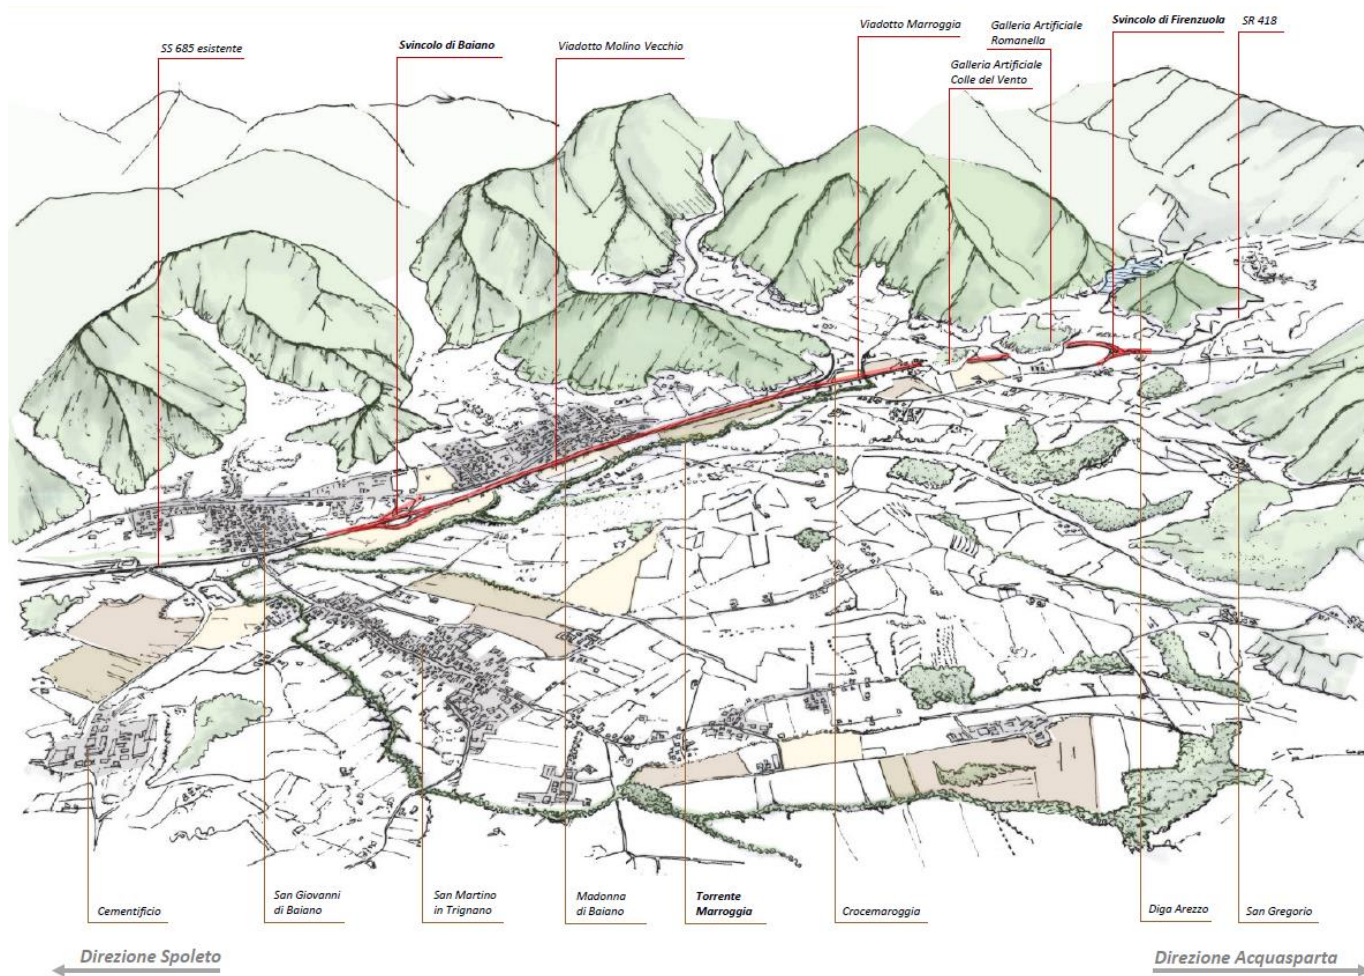 SS 685 esistente
Svincolo di Baiano
Viadotto Molino Vecchio
Viadotto Marroggia
Galleria Artificiale
Romanella
Galleria Artificiale
Colle del Vento
Svincolo di Firenzuola
SR 418
Cementificio
San Giovanni
di Baiano
San Martino
in Trignano
Madonna
di Baiano
Torrente
Marroggia
Crocemaroggia
Diga Arezzo
San Gregorio
Direzione Spoleto
Direzione Acquasparta